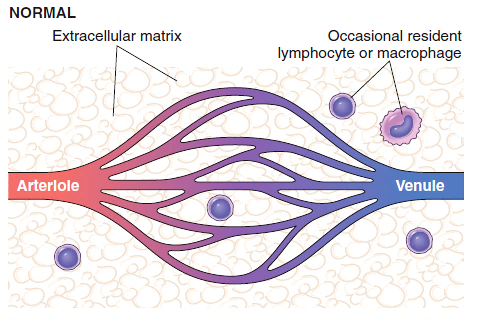 NORMAL
Extracellular matrix
Occasional resident
lymphocyte or macrophage
Arteriole
Venule